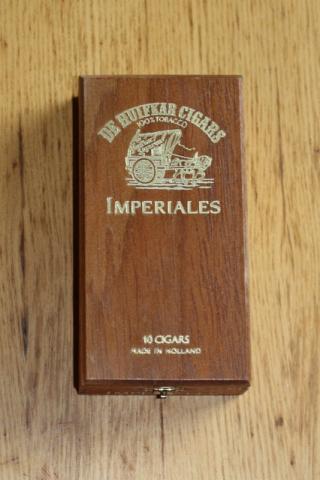 DE HUIFKAR CIGARS
100% TOBACCO
IMPERIALES
10 CIGARS
MADE IN HOLLAND